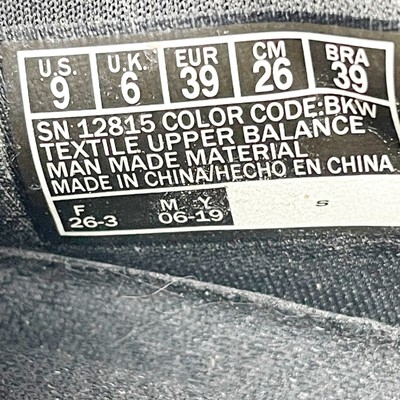 U.S. U.K. EUR CM BRA
9 6 39 26 39
SN 12815 COLOR CODE:BKW
TEXTILE UPPER BALANCE
MAN MADE MATERIAL
MADE IN CHINA/HECHO EN CHINA
F M Y S
26-3 06-19